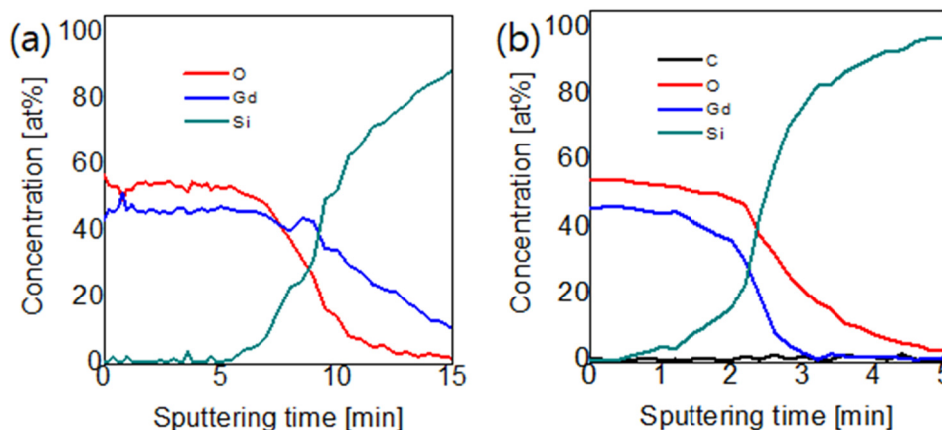 (a)
Concentration [at%]
100
80
60
40
20
0
O
Gd
Si
0 5 10 15
Sputtering time [min]
(b)
Concentration [at%]
100
80
60
40
20
0
C
O
Gd
Si
0 1 2 3 4 5
Sputtering time [min]